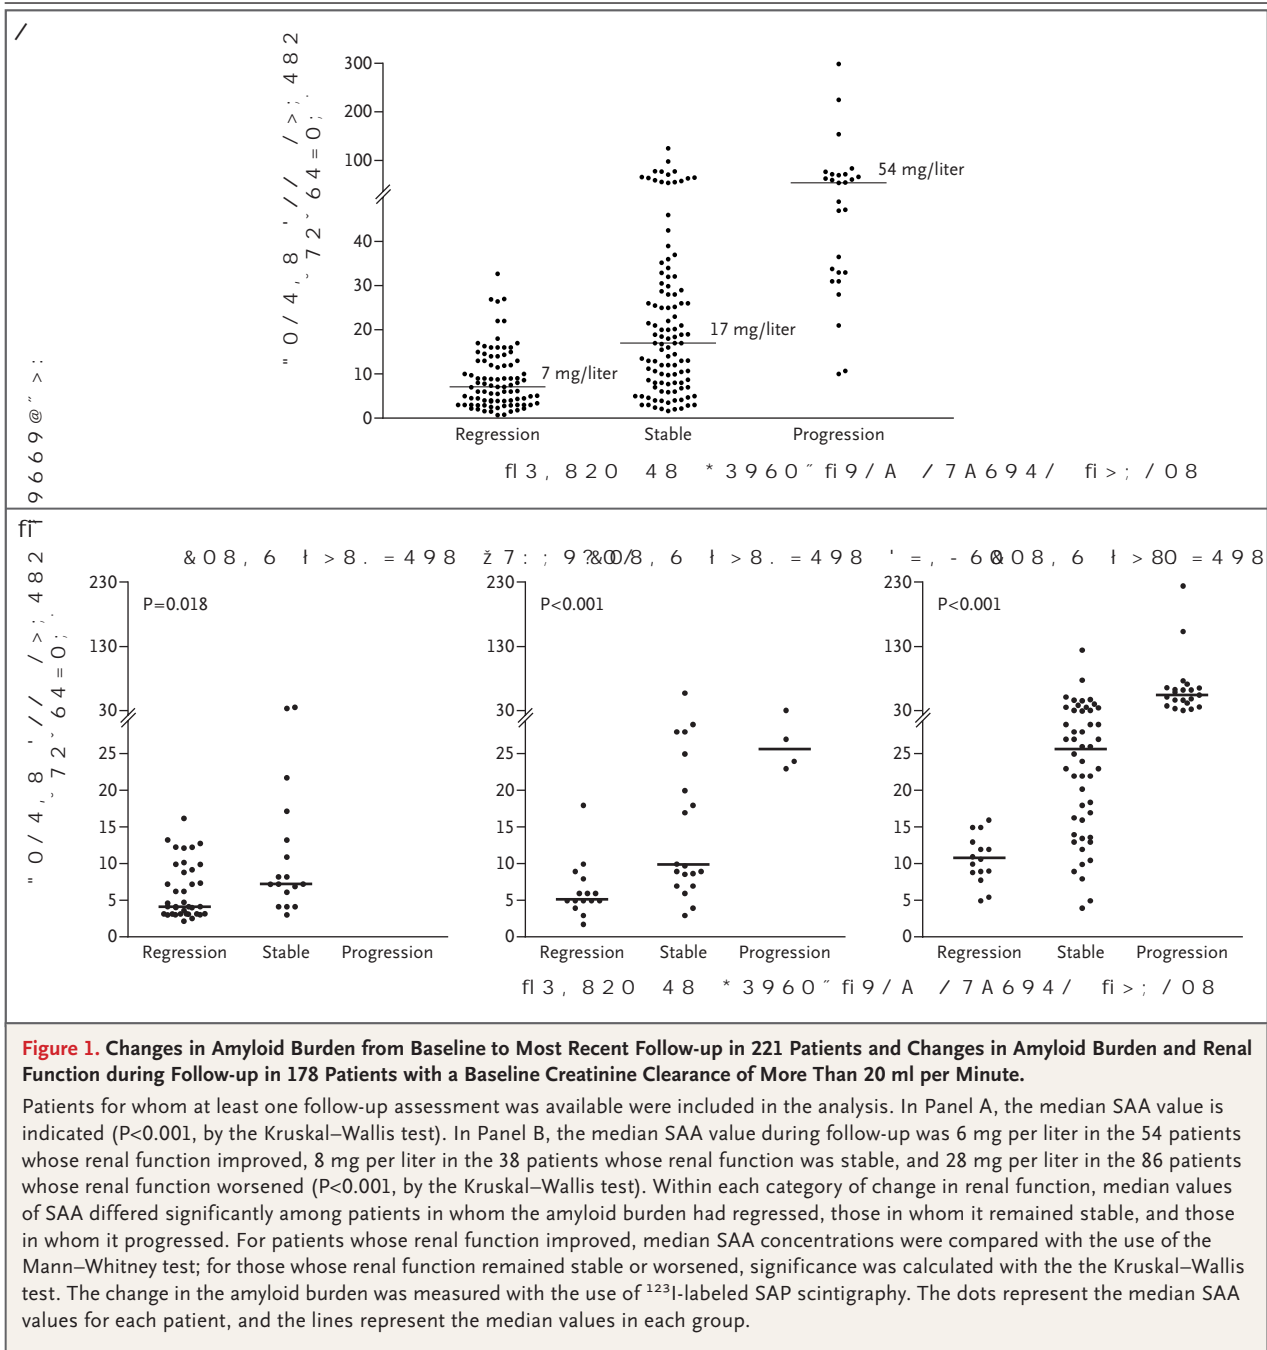 300
200
100
40
30
20
10
0
54 mg/liter
17 mg/liter
7 mg/liter
Regression Stable Progression
230
130
30
25
20
15
10
5
0
P=0.018
Regression Stable Progression
230
130
30
25
20
15
10
5
0
P<0.001
Regression Stable Progression
230
130
30
25
20
15
10
5
0
P<0.001
Regression Stable Progression
Figure 1. Changes in Amyloid Burden from Baseline to Most Recent Follow-up in 221 Patients and Changes in Amyloid Burden and Renal
Function during Follow-up in 178 Patients with a Baseline Creatinine Clearance of More Than 20 ml per Minute.
Patients for whom at least one follow-up assessment was available were included in the analysis. In Panel A, the median SAA value is
indicated (P<0.001, by the Kruskal–Wallis test). In Panel B, the median SAA value during follow-up was 6 mg per liter in the 54 patients
whose renal function improved, 8 mg per liter in the 38 patients whose renal function was stable, and 28 mg per liter in the 86 patients
whose renal function worsened (P<0.001, by the Kruskal–Wallis test). Within each category of change in renal function, median values
of SAA differed significantly among patients in whom the amyloid burden had regressed, those in whom it remained stable, and those
in whom it progressed. For patients whose renal function improved, median SAA concentrations were compared with the use of the
Mann–Whitney test; for those whose renal function remained stable or worsened, significance was calculated with the the Kruskal–Wallis
test. The change in the amyloid burden was measured with the use of ¹²³I-labeled SAP scintigraphy. The dots represent the median SAA
values for each patient, and the lines represent the median values in each group.